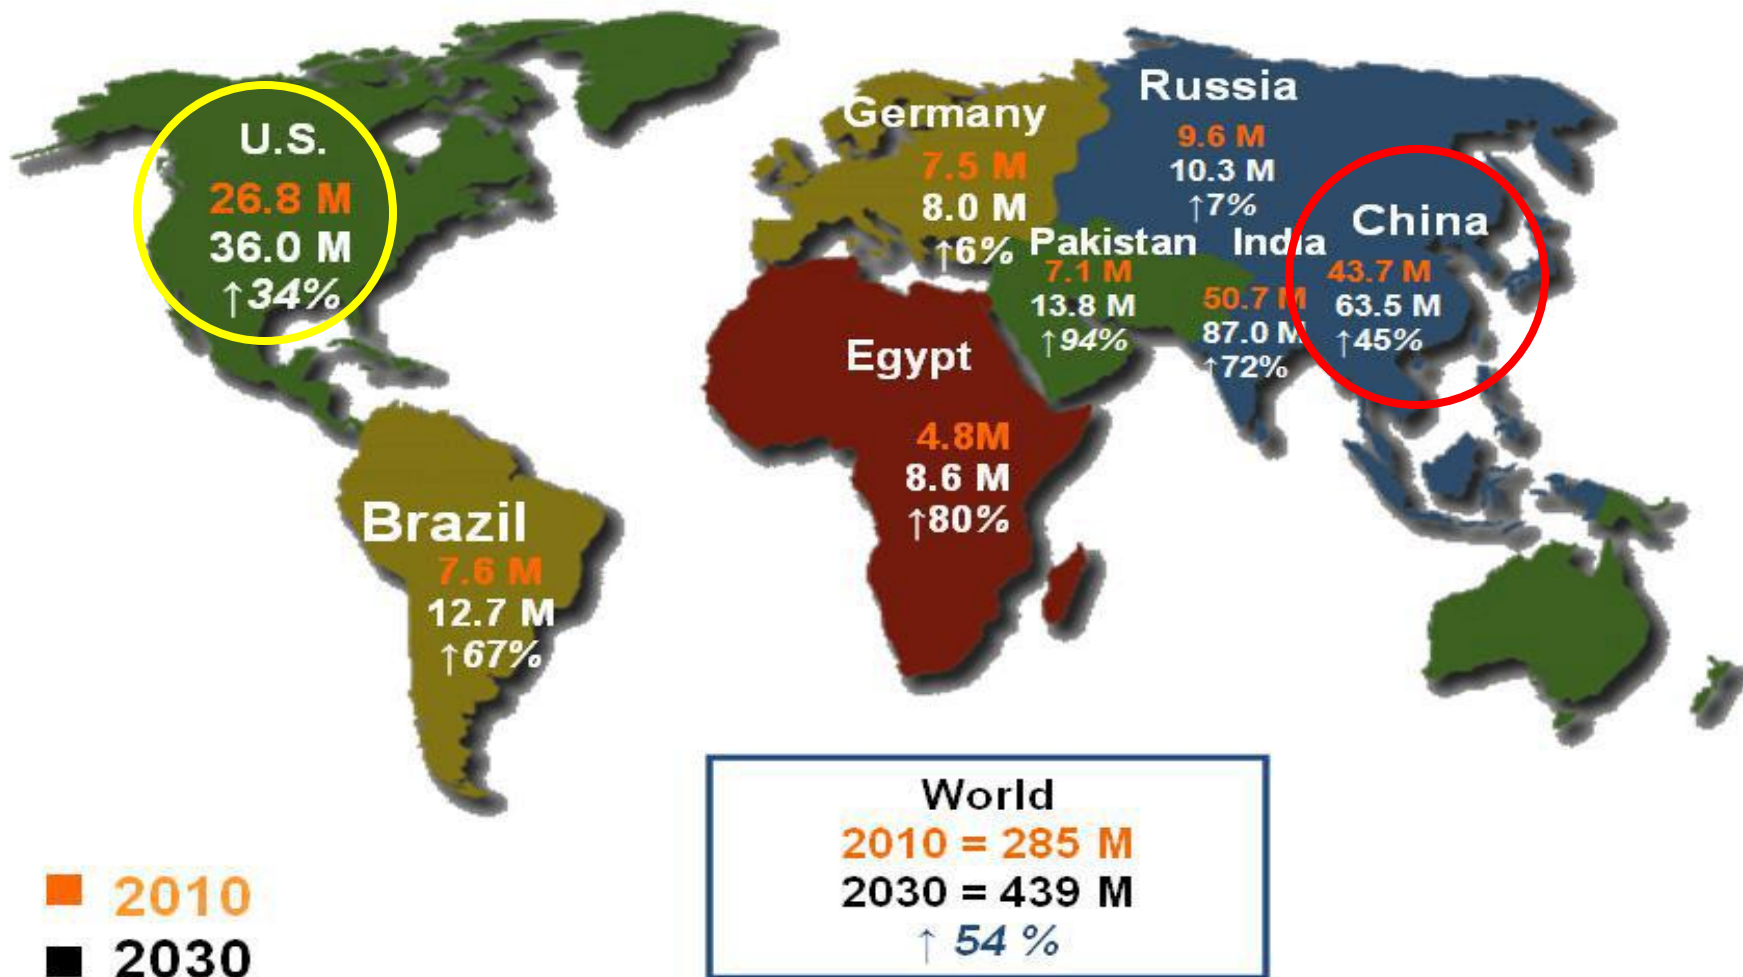 U.S.
26.8 M
36.0 M
↑34%
Germany
7.5 M
8.0 M
↑6%
Russia
9.6 M
10.3 M
↑7%
Pakistan
7.1 M
13.8 M
↑94%
India
50.7 M
87.0 M
↑72%
China
43.7 M
63.5 M
↑45%
Egypt
4.8M
8.6 M
↑80%
Brazil
7.6 M
12.7 M
↑67%
World
2010 = 285 M
2030 = 439 M
↑ 54 %
2010
2030